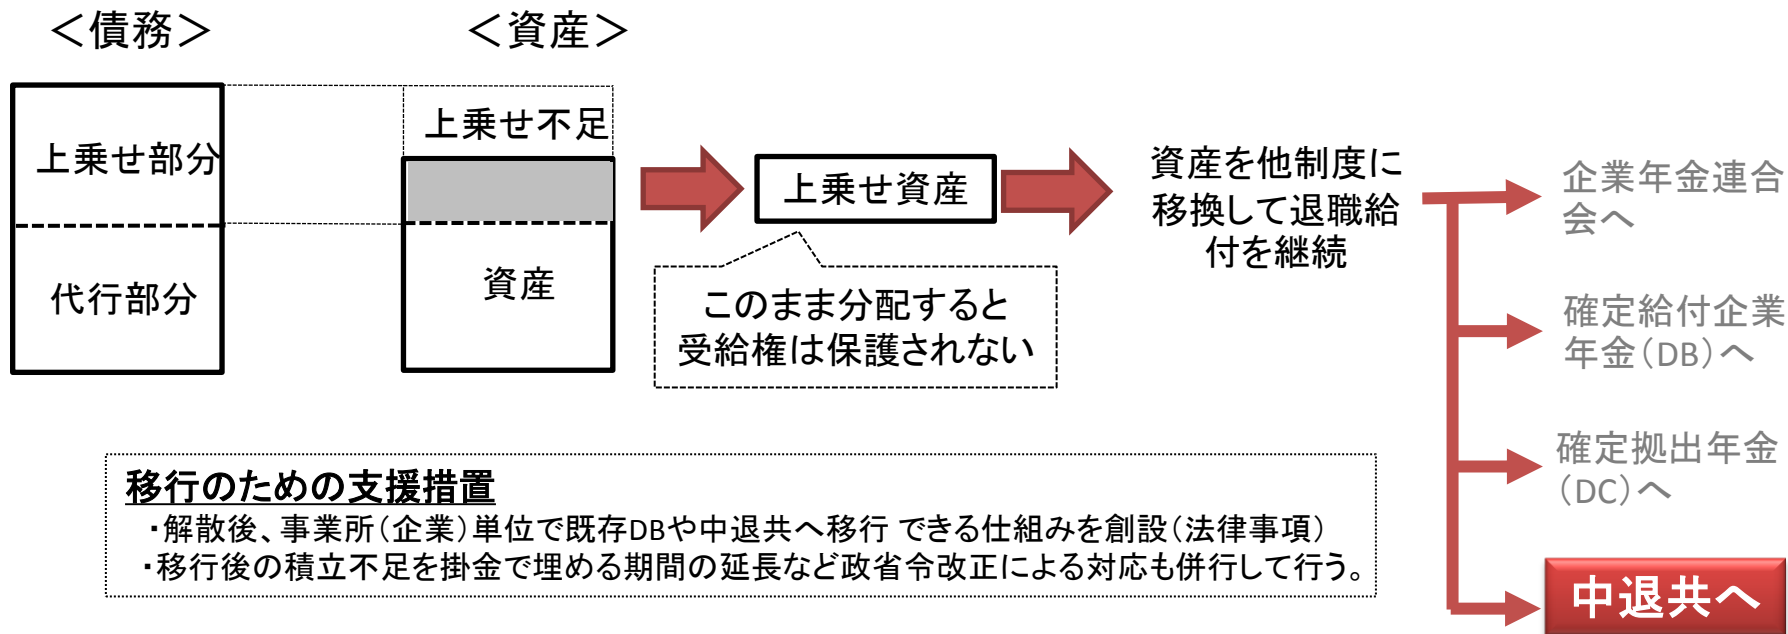 ＜債務＞
＜資産＞
上乗せ部分
代行部分
上乗せ不足
資産
上乗せ資産
このまま分配すると
受給権は保護されない
資産を他制度に
移換して退職給
付を継続
企業年金連合
会へ
確定給付企業
年金（DB）へ
確定拠出年金
（DC）へ
中退共へ
移行のための支援措置
・解散後、事業所（企業）単位で既存DBや中退共へ移行 できる仕組みを創設（法律事項）
・移行後の積立不足を掛金で埋める期間の延長など政省令改正による対応も併行して行う。